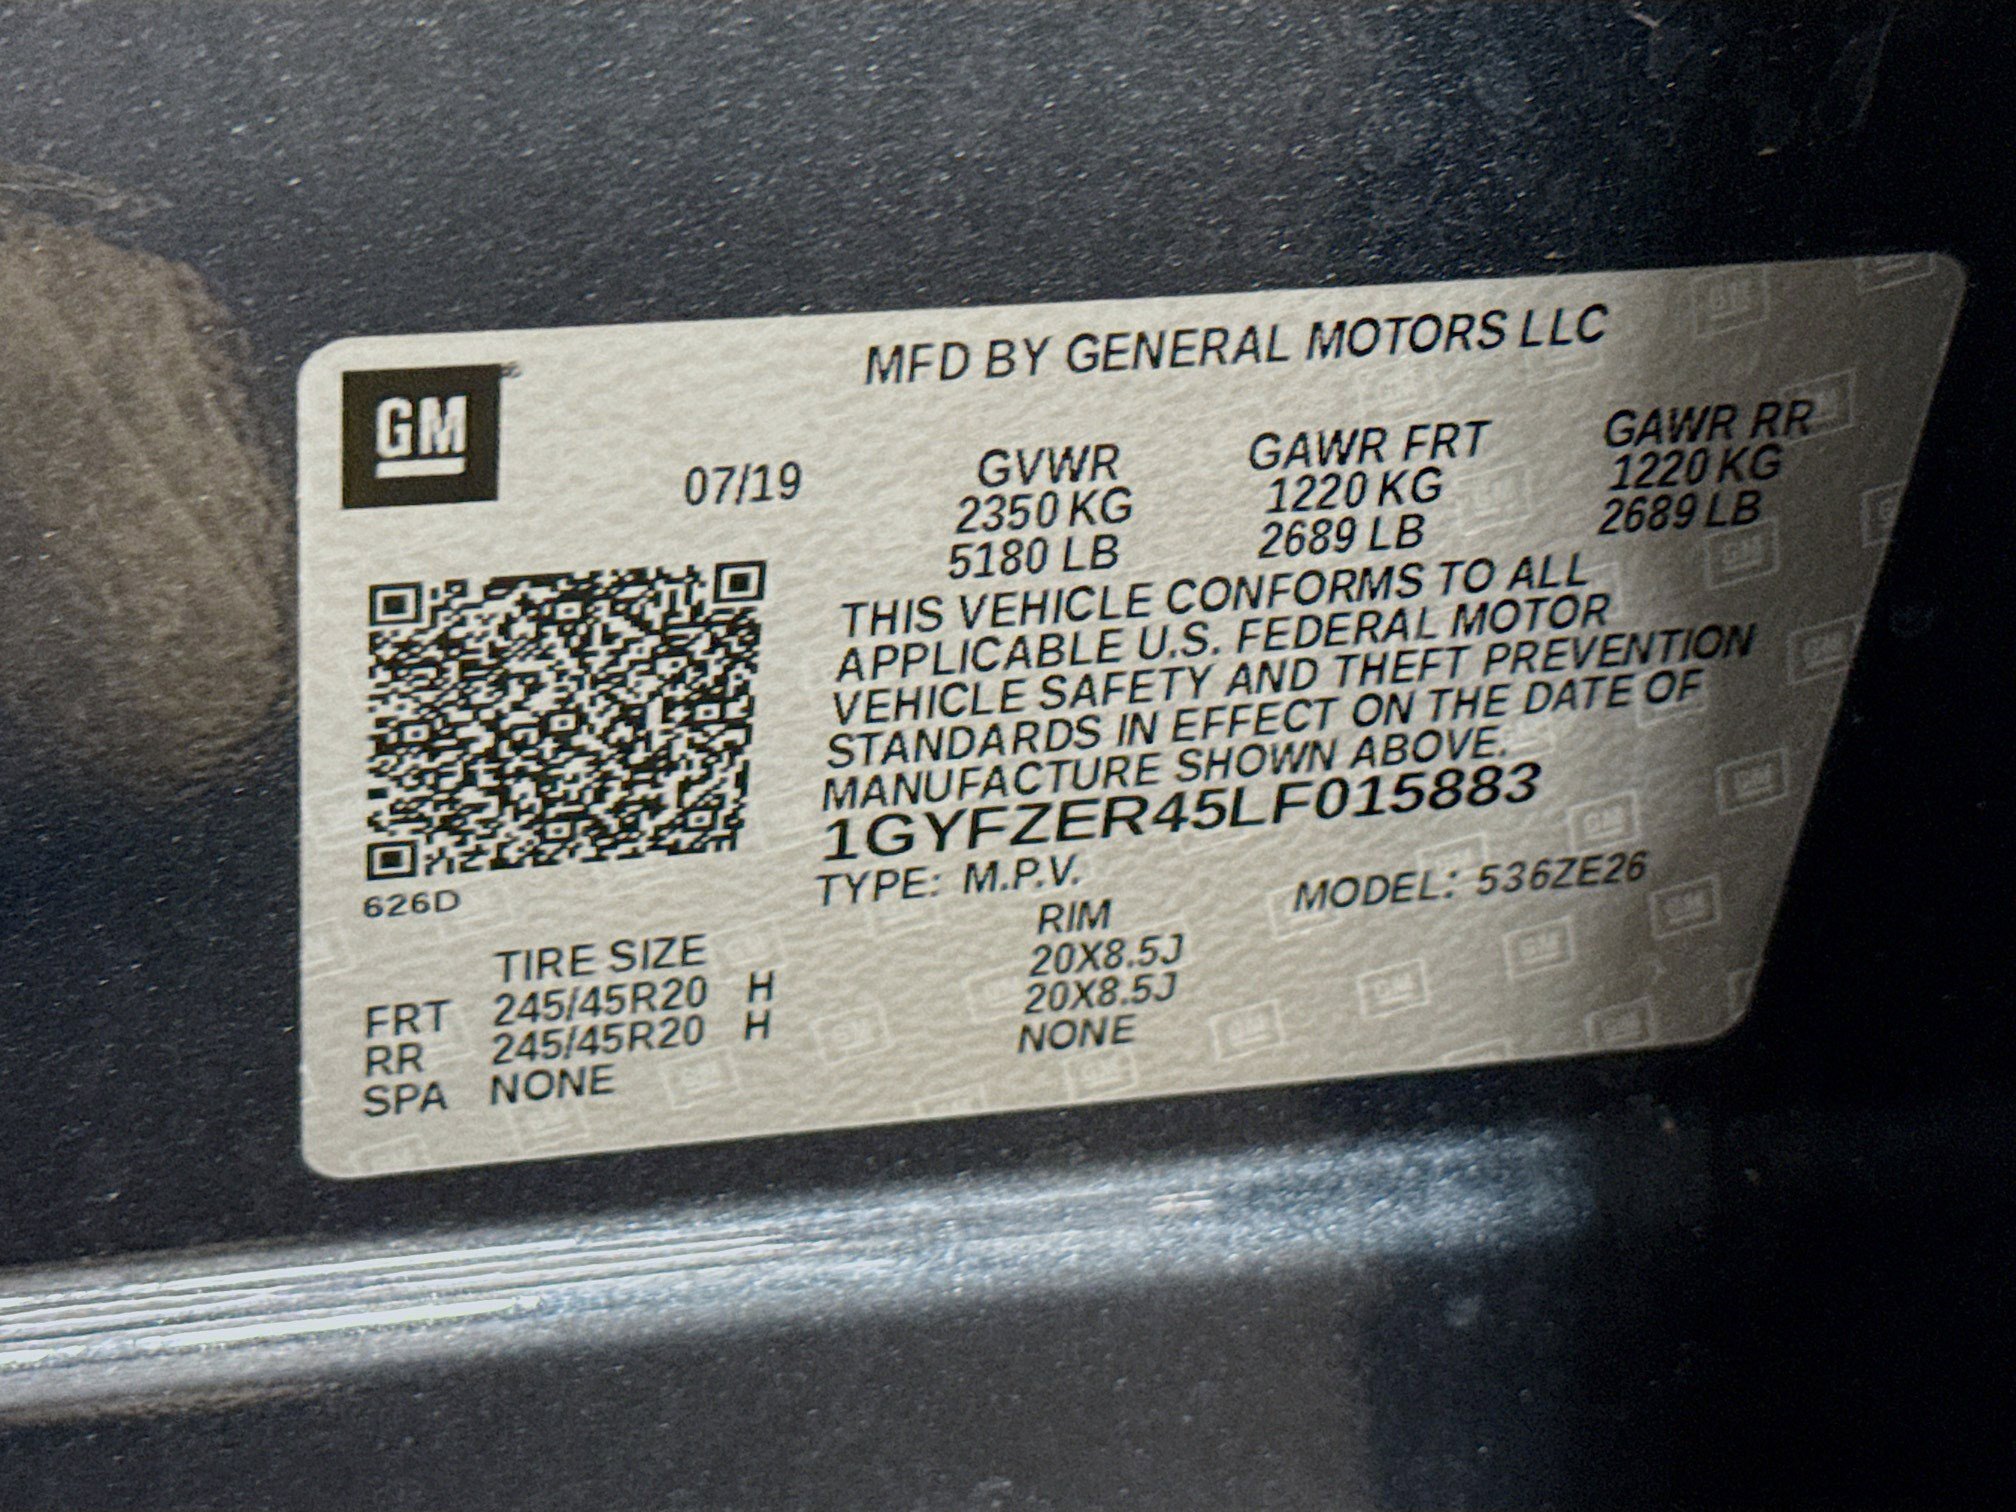 GM
MFD BY GENERAL MOTORS LLC
07/19
GVWR GAWR FRT GAWR RR
2350 KG 1220 KG 1220 KG
5180 LB 2689 LB 2689 LB
THIS VEHICLE CONFORMS TO ALL
APPLICABLE U.S. FEDERAL MOTOR
VEHICLE SAFETY AND THEFT PREVENTION
STANDARDS IN EFFECT ON THE DATE OF
MANUFACTURE SHOWN ABOVE.
1GYFZER45LF015883
TYPE: M.P.V. MODEL: 536ZE26
626D
TIRE SIZE RIM
FRT 245/45R20 H 20X8.5J
RR 245/45R20 H 20X8.5J
SPA NONE NONE